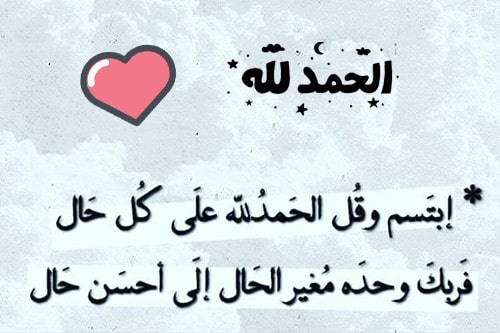 الحمد لله
* إبتَسم وقُل الحَمدُلله علَى كُل حَال
فَربكَ وحدَه مُغير الحَال إلَى أحسَن حَال